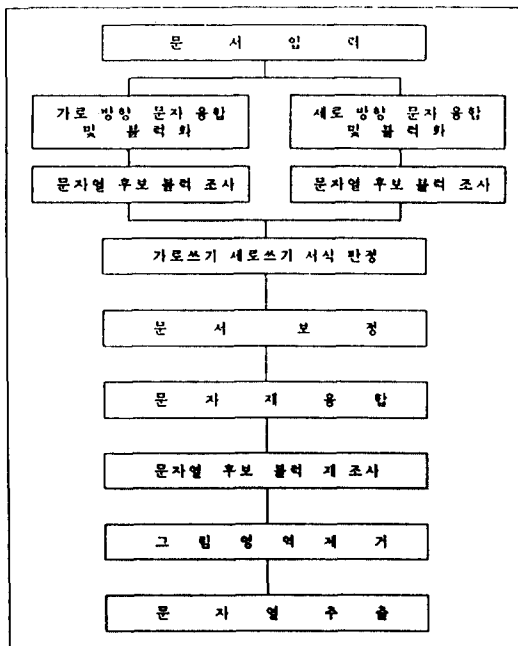 문 서 입 력
가로 방향 문자 융합
및 블럭화
세로 방향 문자 융합
및 블럭화
문자열 후보 블럭 조사
문자열 후보 블럭 조사
가로쓰기 세로쓰기 서식 판정
문 서 보 정
문 자 재 융 합
문자열 후보 블럭 재 조사
그 림 영 역 제 거
문 자 열 추 출